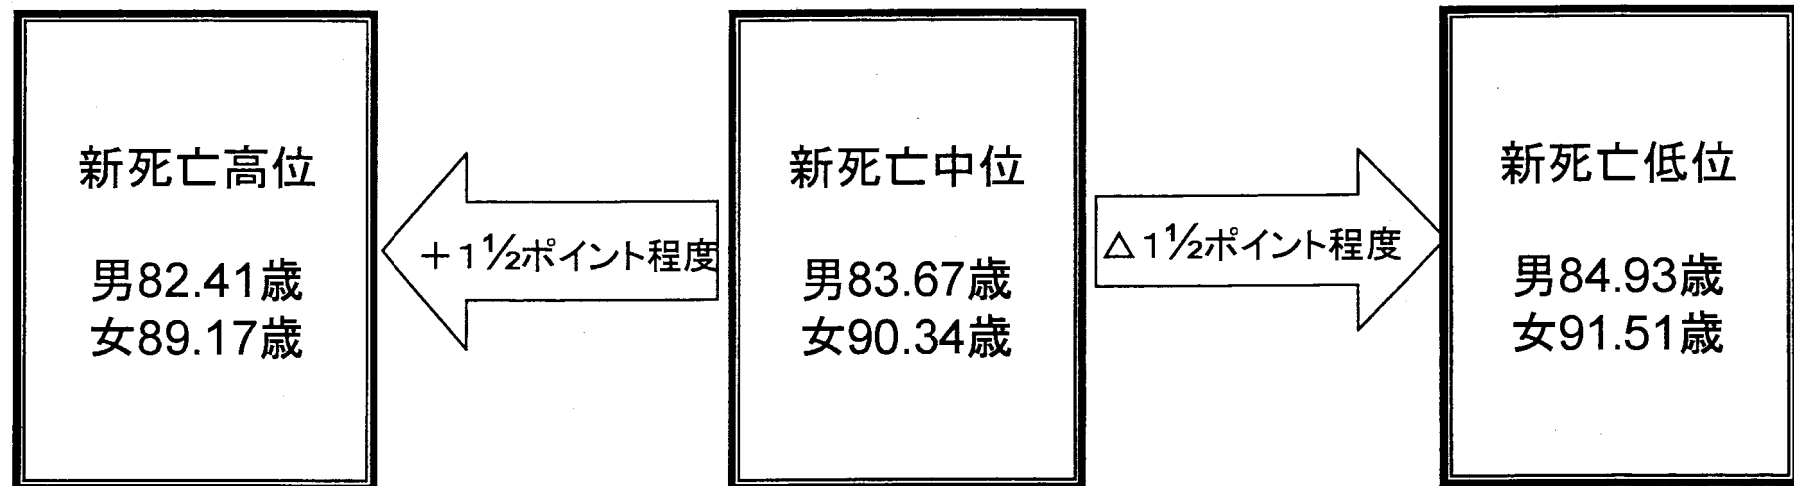 新死亡高位
男82.41歳
女89.17歳
+1½ポイント程度
新死亡中位
男83.67歳
女90.34歳
△1½ポイント程度
新死亡低位
男84.93歳
女91.51歳